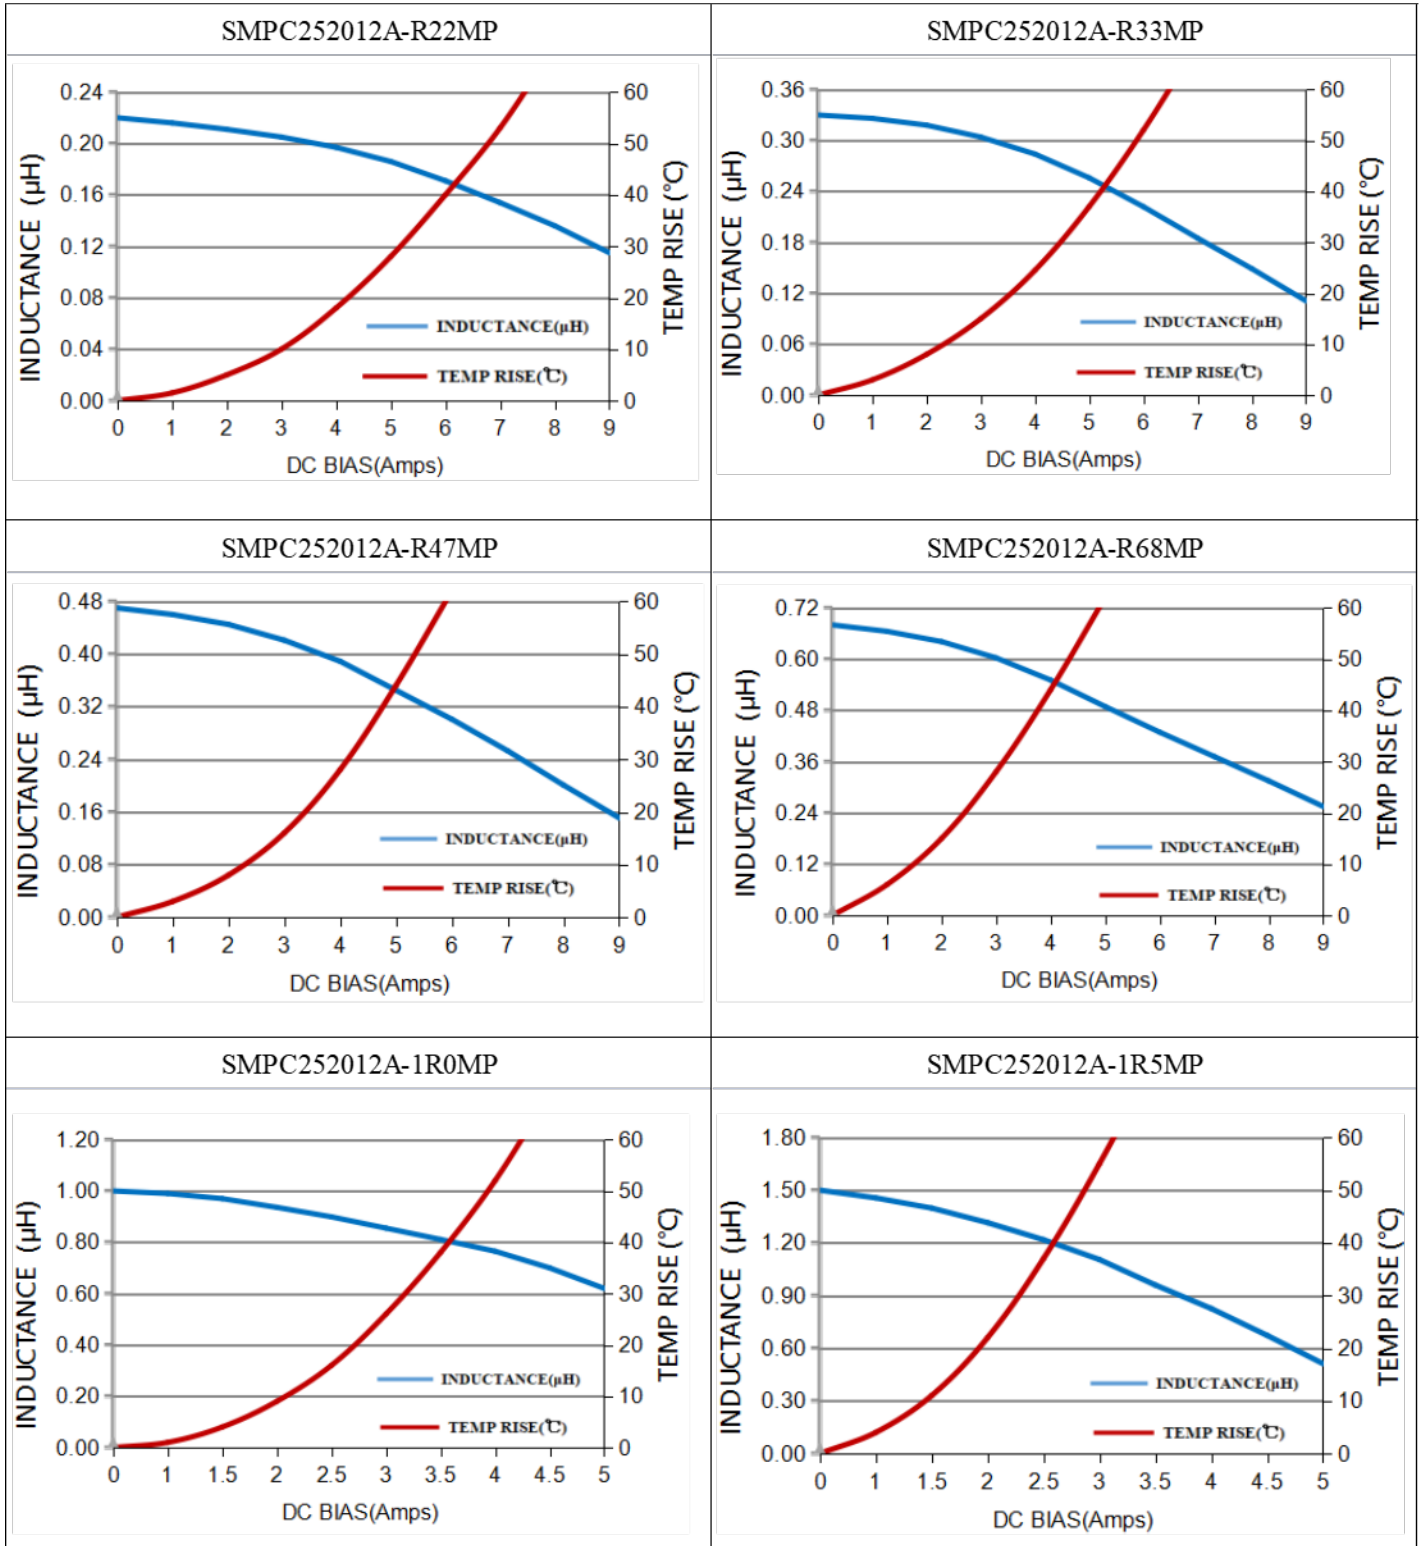 SMPC252012A-R22MP
SMPC252012A-R33MP
0.24
0.20
0.16
0.12
0.08
0.04
0.00
INDUCTANCE (μH)
60
50
40
30
20
10
0
TEMP RISE (℃)
INDUCTANCE(μH)
TEMP RISE(℃)
0 1 2 3 4 5 6 7 8 9
DC BIAS(Amps)
0.36
0.30
0.24
0.18
0.12
0.06
0.00
INDUCTANCE (μH)
60
50
40
30
20
10
0
TEMP RISE (℃)
INDUCTANCE(μH)
TEMP RISE(℃)
0 1 2 3 4 5 6 7 8 9
DC BIAS(Amps)
SMPC252012A-R47MP
SMPC252012A-R68MP
0.48
0.40
0.32
0.24
0.16
0.08
0.00
INDUCTANCE (μH)
60
50
40
30
20
10
0
TEMP RISE (℃)
INDUCTANCE(μH)
TEMP RISE(℃)
0 1 2 3 4 5 6 7 8 9
DC BIAS(Amps)
0.72
0.60
0.48
0.36
0.24
0.12
0.00
INDUCTANCE (μH)
60
50
40
30
20
10
0
TEMP RISE (℃)
INDUCTANCE(μH)
TEMP RISE(℃)
0 1 2 3 4 5 6 7 8 9
DC BIAS(Amps)
SMPC252012A-1R0MP
SMPC252012A-1R5MP
1.20
1.00
0.80
0.60
0.40
0.20
0.00
INDUCTANCE (μH)
60
50
40
30
20
10
0
TEMP RISE (℃)
INDUCTANCE(μH)
TEMP RISE(℃)
0 1 1.5 2 2.5 3 3.5 4 4.5 5
DC BIAS(Amps)
1.80
1.50
1.20
0.90
0.60
0.30
0.00
INDUCTANCE (μH)
60
50
40
30
20
10
0
TEMP RISE (℃)
INDUCTANCE(μH)
TEMP RISE(℃)
0 1 1.5 2 2.5 3 3.5 4 4.5 5
DC BIAS(Amps)